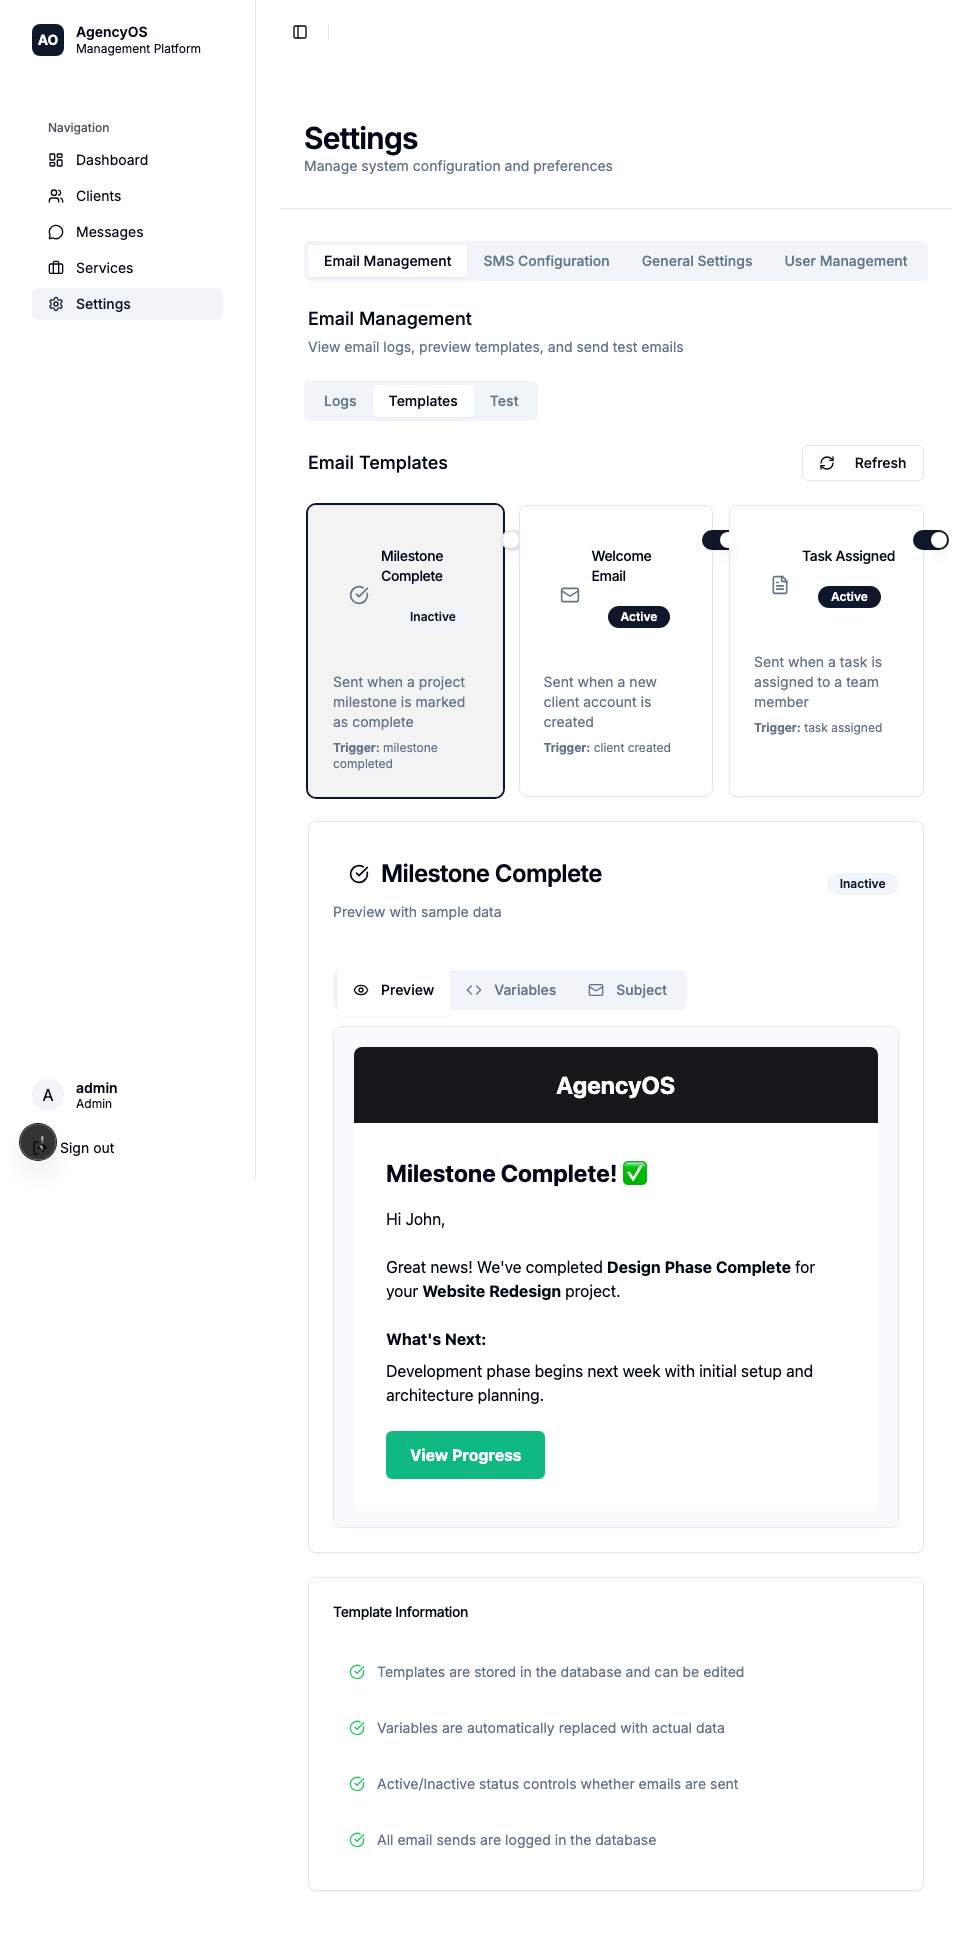 AO
AgencyOS
Management Platform
Navigation
Dashboard
Clients
Messages
Services
Settings
admin
A
Admin
Sign out
Settings
Manage system configuration and preferences
Email Management
SMS Configuration
General Settings
User Management
Email Management
View email logs, preview templates, and send test emails
Logs
Templates
Test
Email Templates
Refresh
Milestone
Complete
Inactive
Sent when a project
milestone is marked
as complete
Trigger: milestone
completed
Welcome
Email
Active
Sent when a new
client account is
created
Trigger: client created
Task Assigned
Active
Sent when a task is
assigned to a team
member
Trigger: task assigned
Milestone Complete
Inactive
Preview with sample data
Preview
Variables
Subject
AgencyOS
Milestone Complete! ✅
Hi John,
Great news! We've completed Design Phase Complete for
your Website Redesign project.
What's Next:
Development phase begins next week with initial setup and
architecture planning.
View Progress
Template Information
Templates are stored in the database and can be edited
Variables are automatically replaced with actual data
Active/Inactive status controls whether emails are sent
All email sends are logged in the database